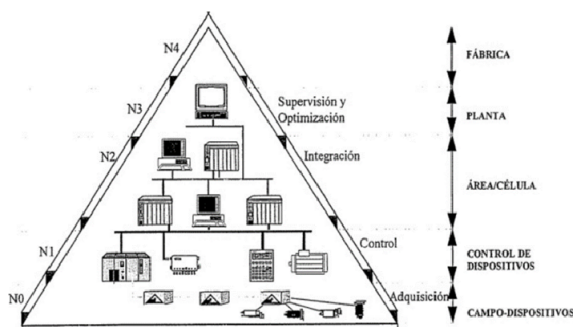 N4
FÁBRICA
N3
Supervisión y
Optimización
PLANTA
N2
Integración
ÁREA/CÉLULA
N1
Control
CONTROL DE
DISPOSITIVOS
N0
Adquisición
CAMPO-DISPOSITIVOS